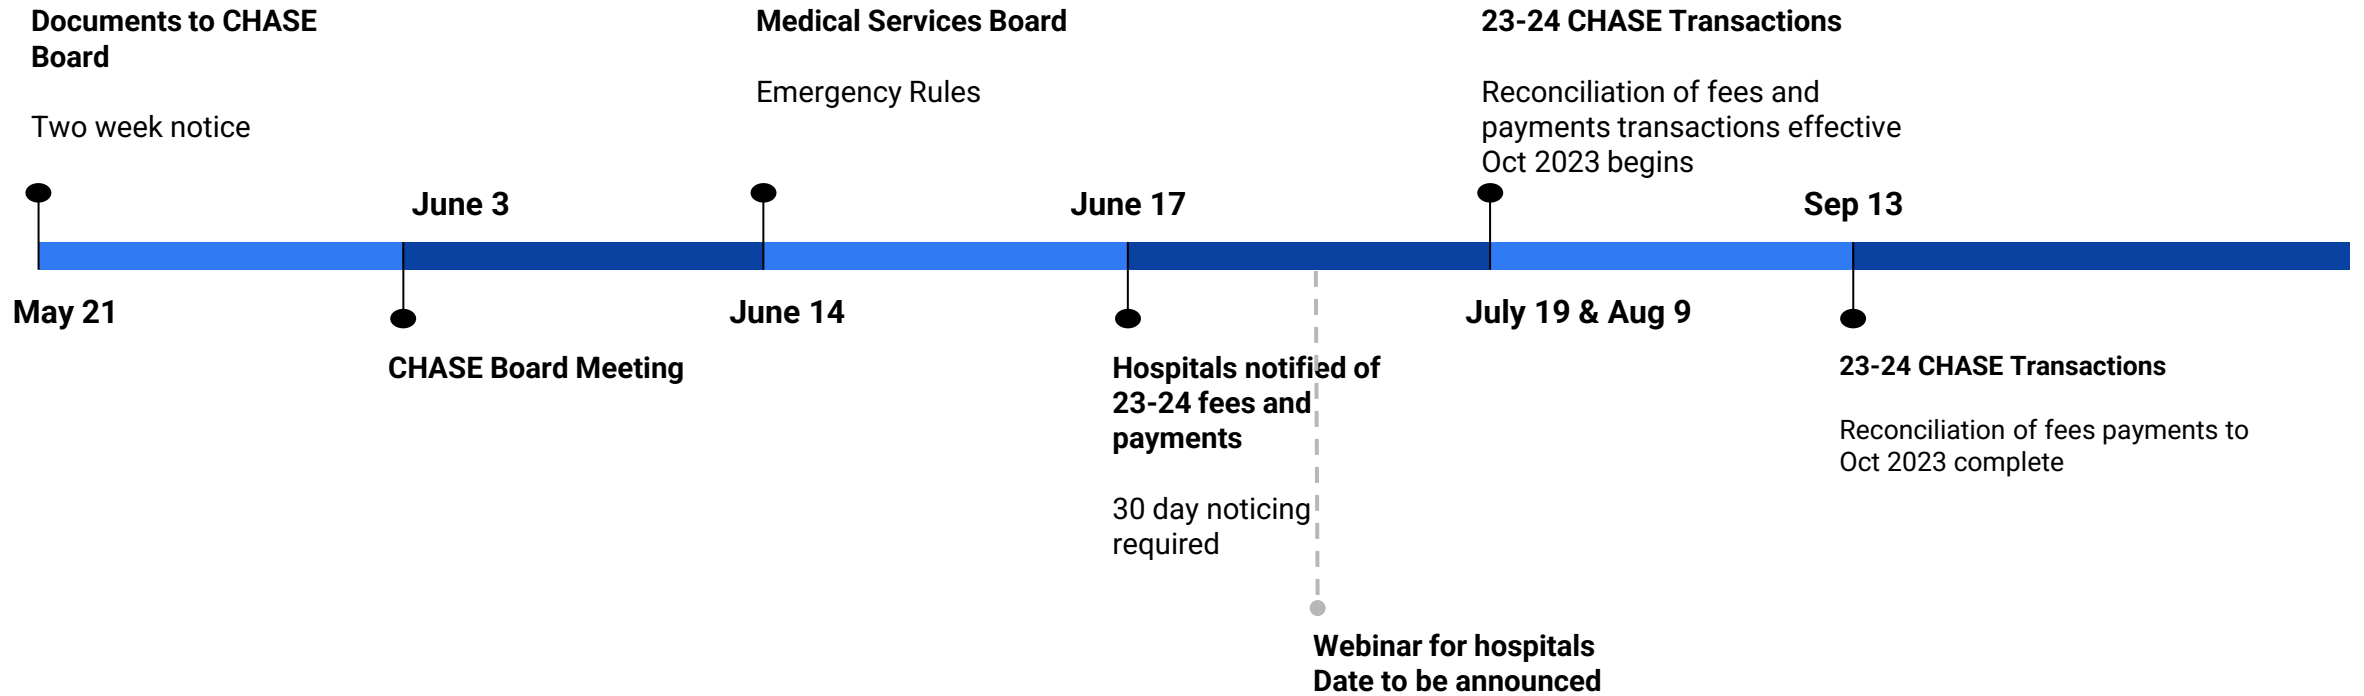 Documents to CHASE
Board
Two week notice
May 21
June 3
CHASE Board Meeting
Medical Services Board
Emergency Rules
June 14
June 17
Hospitals notified of
23-24 fees and
payments
30 day noticing
required
Webinar for hospitals
Date to be announced
23-24 CHASE Transactions
Reconciliation of fees and
payments transactions effective
Oct 2023 begins
July 19 & Aug 9
Sep 13
23-24 CHASE Transactions
Reconciliation of fees payments to
Oct 2023 complete